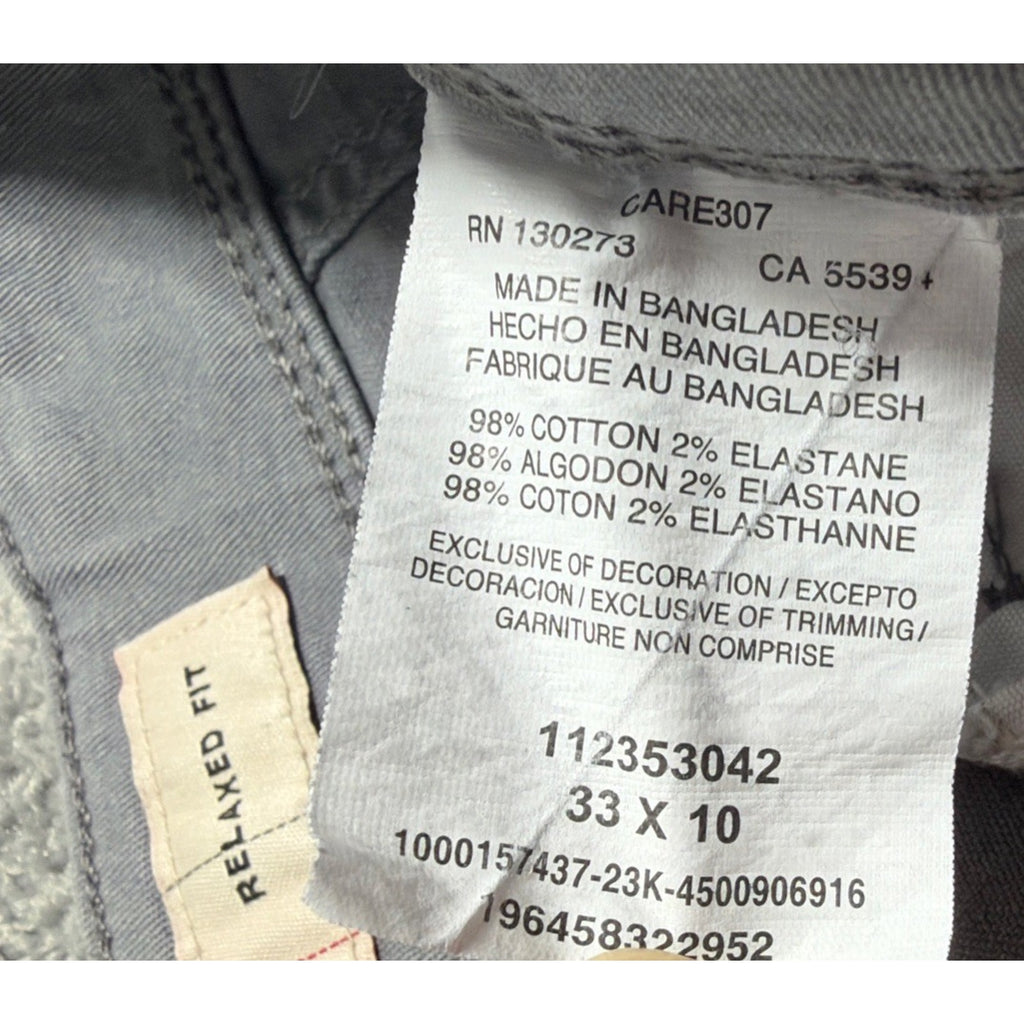 CARE307
RN 130273
CA 5539+
MADE IN BANGLADESH
HECHO EN BANGLADESH
FABRIQUE AU BANGLADESH
98% COTTON 2% ELASTANE
98% ALGODON 2% ELASTANO
98% COTON 2% ELASTHANNE
EXCLUSIVE OF DECORATION / EXCEPTO
DECORACION / EXCLUSIVE OF TRIMMING /
GARNITURE NON COMPRISE
112353042
33 X 10
1000157437-23K-4500906916
196458322952
RELAXED FIT